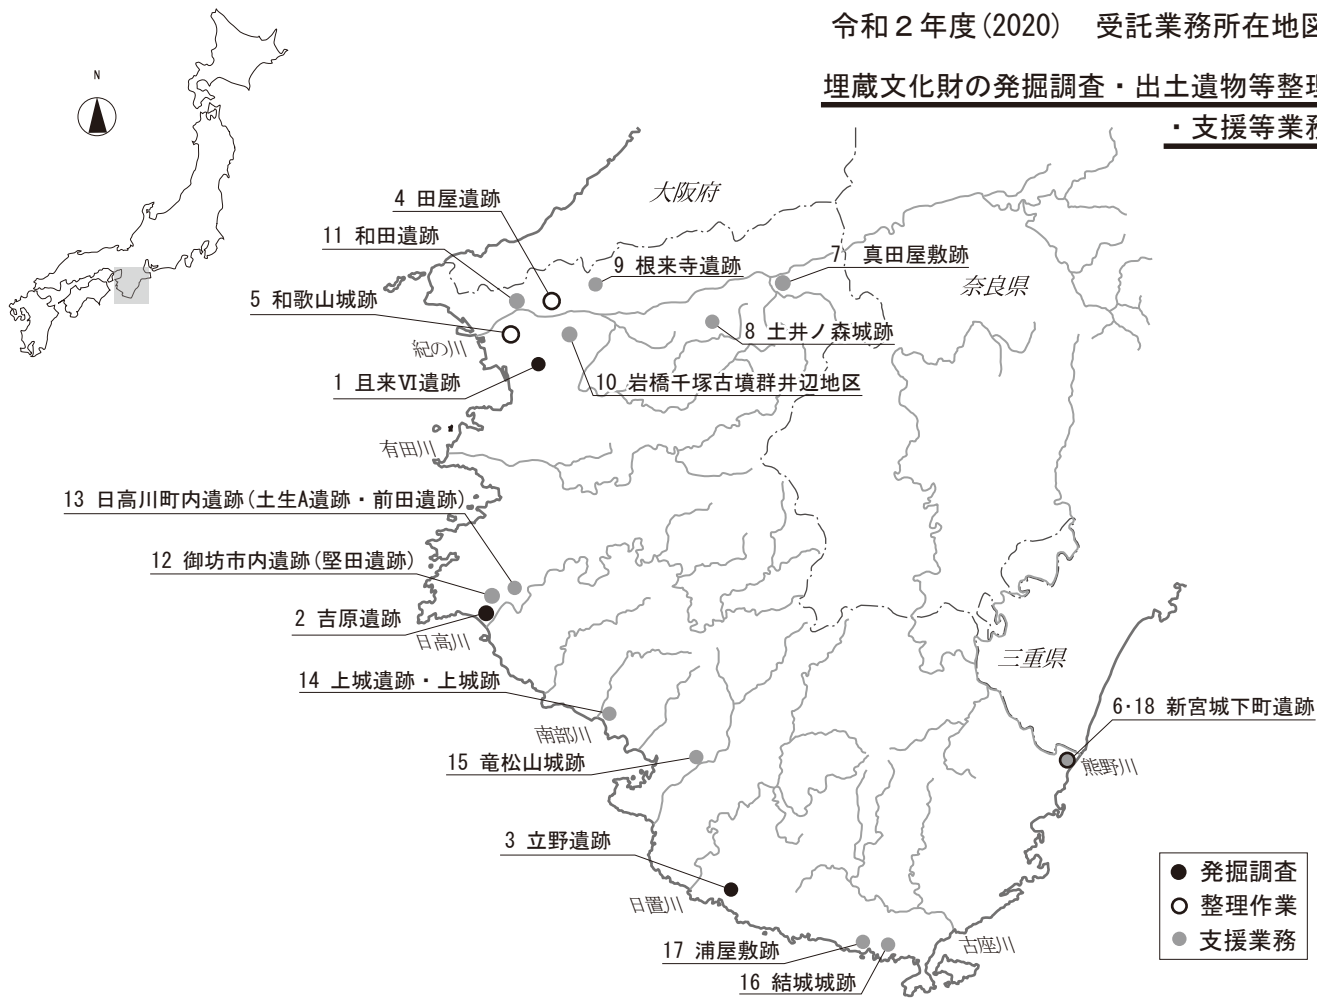 令和２年度(2020)　受託業務所在地図
埋蔵文化財の発掘調査・出土遺物等整理
・支援等業務
N
大阪府
4 田屋遺跡
11 和田遺跡
9 根来寺遺跡
7 真田屋敷跡
奈良県
5 和歌山城跡
紀の川
8 土井ノ森城跡
1 且来Ⅵ遺跡
10 岩橋千塚古墳群井辺地区
有田川
13 日高川町内遺跡(土生A遺跡・前田遺跡)
12 御坊市内遺跡(堅田遺跡)
2 吉原遺跡
日高川
三重県
14 上城遺跡・上城跡
6・18 新宮城下町遺跡
南部川
15 竜松山城跡
熊野川
3 立野遺跡
日置川
17 浦屋敷跡
古座川
16 結城城跡
発掘調査
整理作業
支援業務